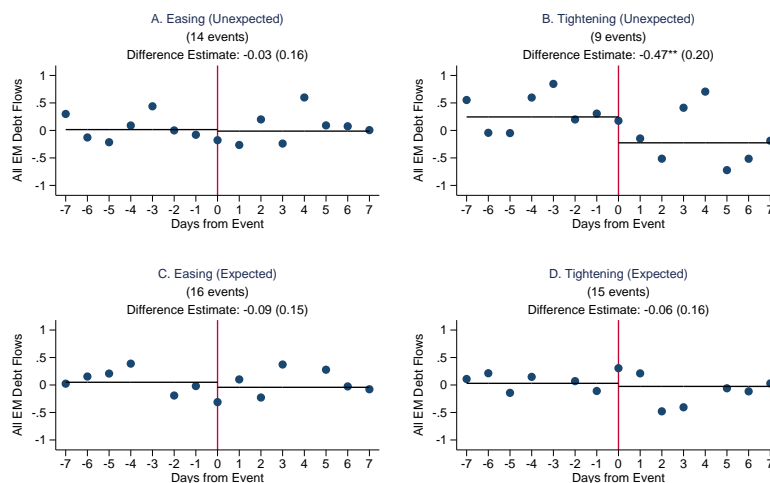 A. Easing (Unexpected)
(14 events)
Difference Estimate: -0.03 (0.16)
All EM Debt Flows
1
.5
0
-.5
-1
-7 -6 -5 -4 -3 -2 -1 0 1 2 3 4 5 6 7
Days from Event
B. Tightening (Unexpected)
(9 events)
Difference Estimate: -0.47** (0.20)
All EM Debt Flows
1
.5
0
-.5
-1
-7 -6 -5 -4 -3 -2 -1 0 1 2 3 4 5 6 7
Days from Event
C. Easing (Expected)
(16 events)
Difference Estimate: -0.09 (0.15)
All EM Debt Flows
1
.5
0
-.5
-1
-7 -6 -5 -4 -3 -2 -1 0 1 2 3 4 5 6 7
Days from Event
D. Tightening (Expected)
(15 events)
Difference Estimate: -0.06 (0.16)
All EM Debt Flows
1
.5
0
-.5
-1
-7 -6 -5 -4 -3 -2 -1 0 1 2 3 4 5 6 7
Days from Event